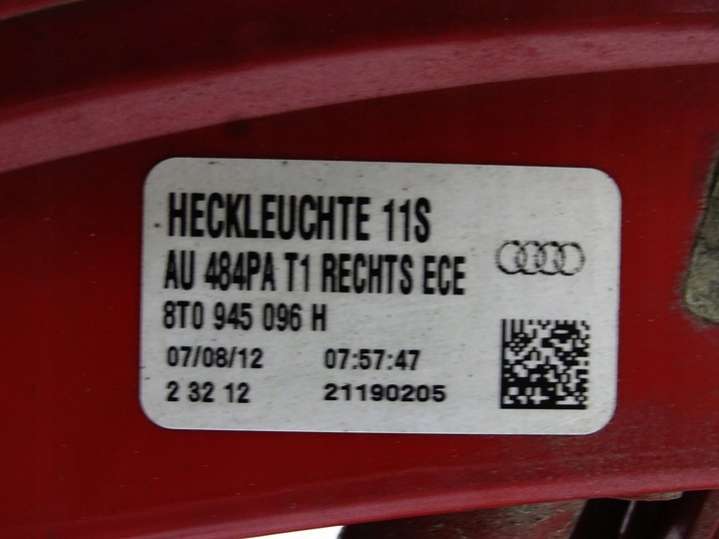 HECKLEUCHTE 11S
AU 484PA T1 RECHTS ECE
8T0 945 096 H
07/08/12 07:57:47
2 32 12 21190205